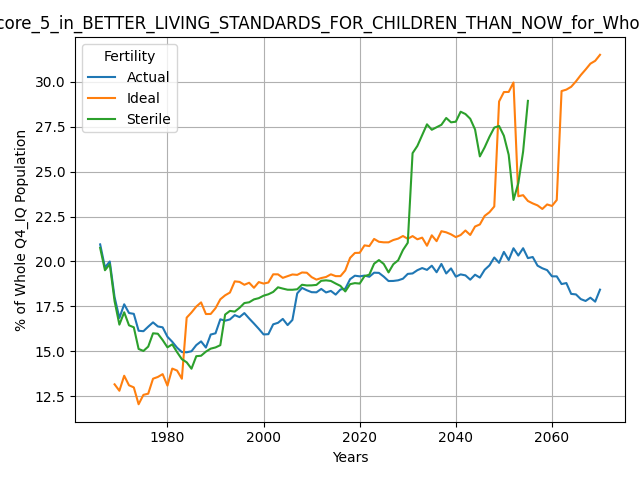 core_5_in_BETTER_LIVING_STANDARDS_FOR_CHILDREN_THAN_NOW_for_Who
Fertility
Actual
Ideal
Sterile
% of Whole Q4_IQ Population
30.0
27.5
25.0
22.5
20.0
17.5
15.0
12.5
1980
2000
2020
2040
2060
Years